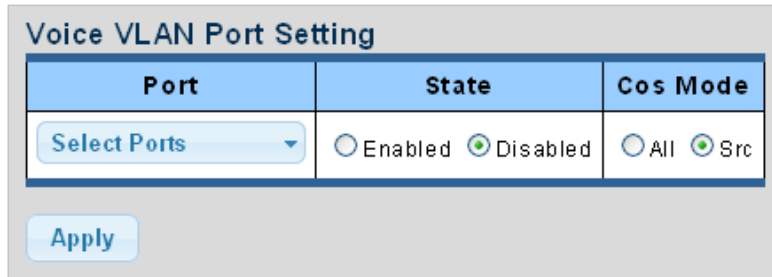 Voice VLAN Port Setting
Port State Cos Mode
Select Ports Enabled Disabled All Src
Apply